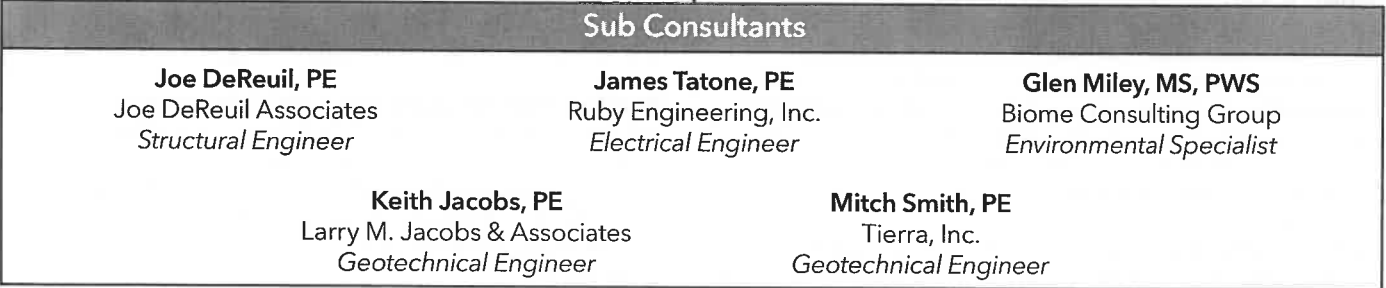 Sub Consultants
Joe DeReuil, PE
Joe DeReuil Associates
Structural Engineer
James Tatone, PE
Ruby Engineering, Inc.
Electrical Engineer
Glen Miley, MS, PWS
Biome Consulting Group
Environmental Specialist
Keith Jacobs, PE
Larry M. Jacobs & Associates
Geotechnical Engineer
Mitch Smith, PE
Tierra, Inc.
Geotechnical Engineer